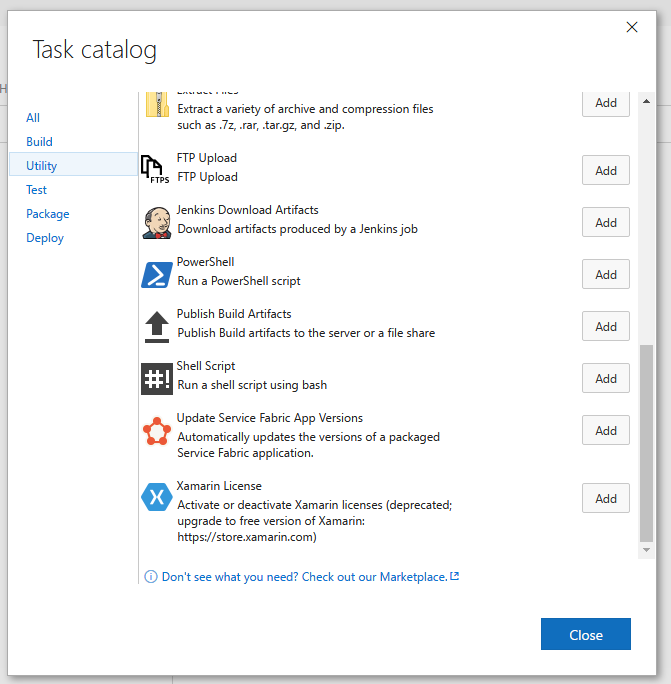 Task catalog
All
Build
Utility
Test
Package
Deploy
Extract Files
Extract a variety of archive and compression files
such as .7z, .rar, .tar.gz, and .zip.
Add
FTPS
FTP Upload
FTP Upload
Add
Jenkins Download Artifacts
Download artifacts produced by a Jenkins job
Add
PowerShell
Run a PowerShell script
Add
Publish Build Artifacts
Publish Build artifacts to the server or a file share
Add
#!
Shell Script
Run a shell script using bash
Add
Update Service Fabric App Versions
Automatically updates the versions of a packaged
Service Fabric application.
Add
Xamarin License
Activate or deactivate Xamarin licenses (deprecated;
upgrade to free version of Xamarin:
https://store.xamarin.com)
Add
Don't see what you need? Check out our Marketplace.
Close